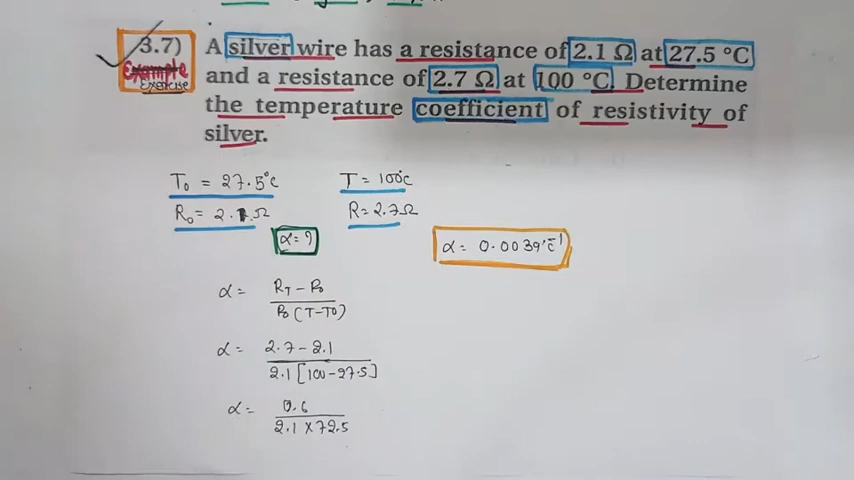 3.7) A silver wire has a resistance of 2.1 Ω at 27.5 °C
Example
Exercise
and a resistance of 2.7 Ω at 100 °C. Determine
the temperature coefficient of resistivity of
silver.
T₀ = 27.5°C T = 100°C
R₀ = 2.1Ω R = 2.7Ω
α = ? α = 0.0039°C⁻¹
α = R_T − R₀ / R₀ (T − T₀)
α = 2.7 − 2.1 / 2.1 [100 − 27.5]
α = 0.6 / 2.1 × 72.5